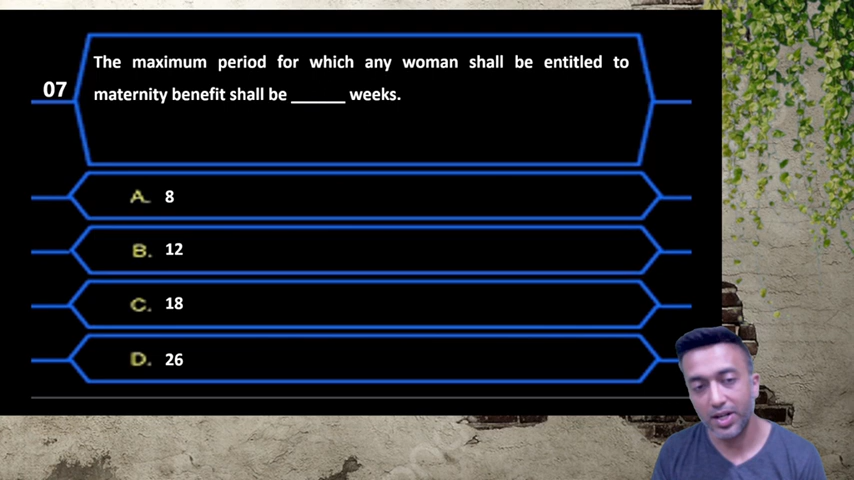 The maximum period for which any woman shall be entitled to
07
maternity benefit shall be ______ weeks.
A. 8
B. 12
C. 18
D. 26